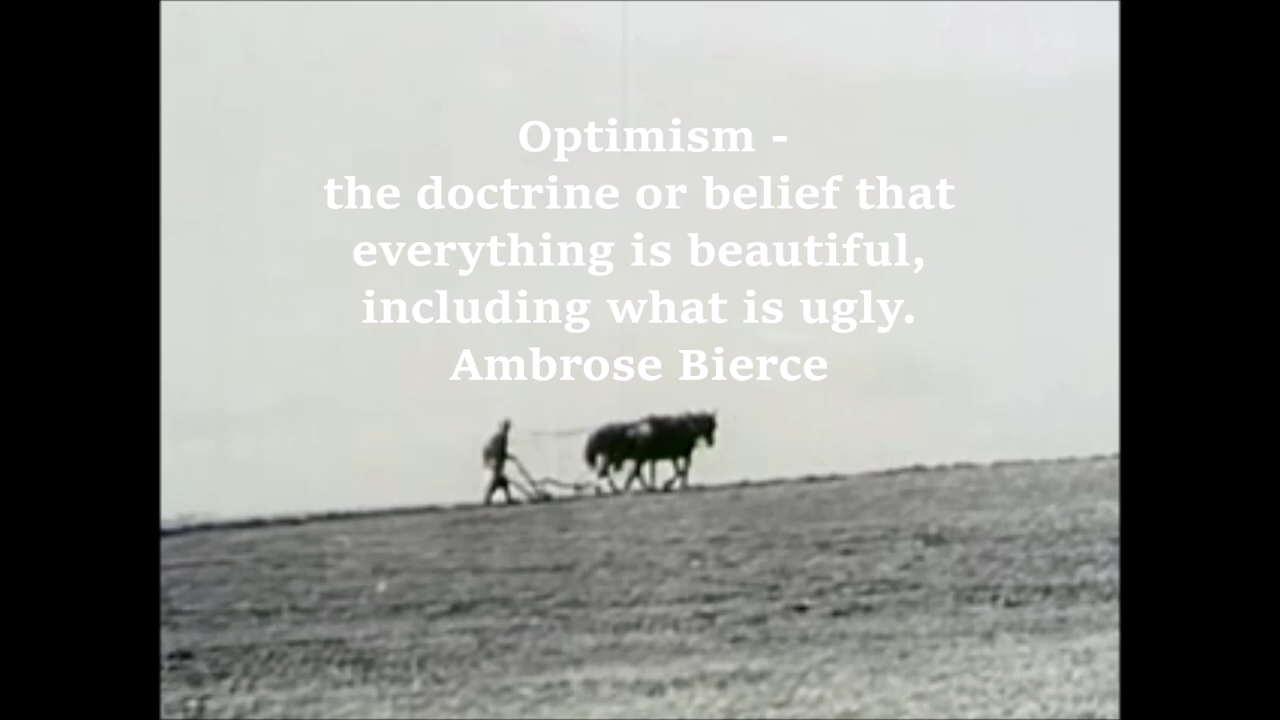 Optimism -
the doctrine or belief that
everything is beautiful,
including what is ugly.
Ambrose Bierce